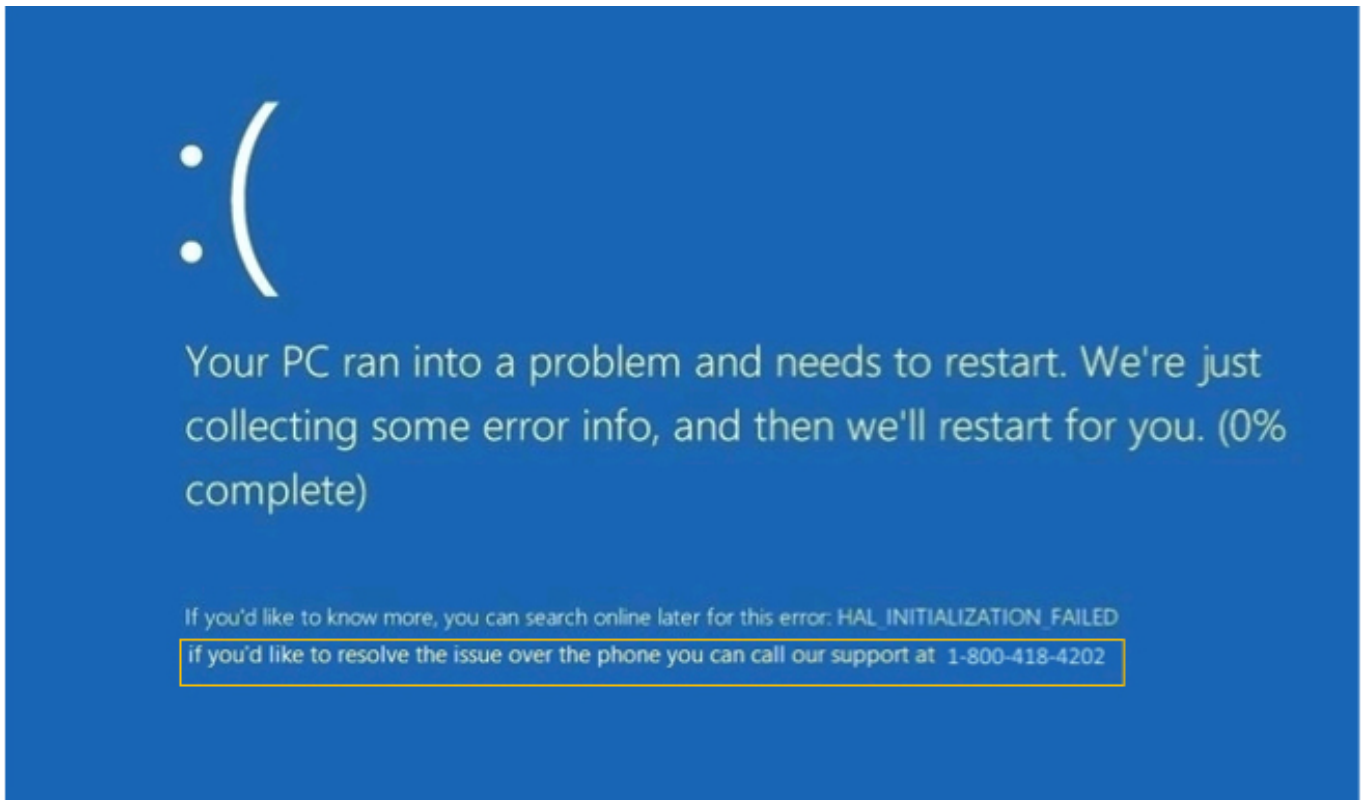 :(
Your PC ran into a problem and needs to restart. We're just
collecting some error info, and then we'll restart for you. (0%
complete)
If you'd like to know more, you can search online later for this error: HAL_INITIALIZATION_FAILED
if you'd like to resolve the issue over the phone you can call our support at 1-800-418-4202